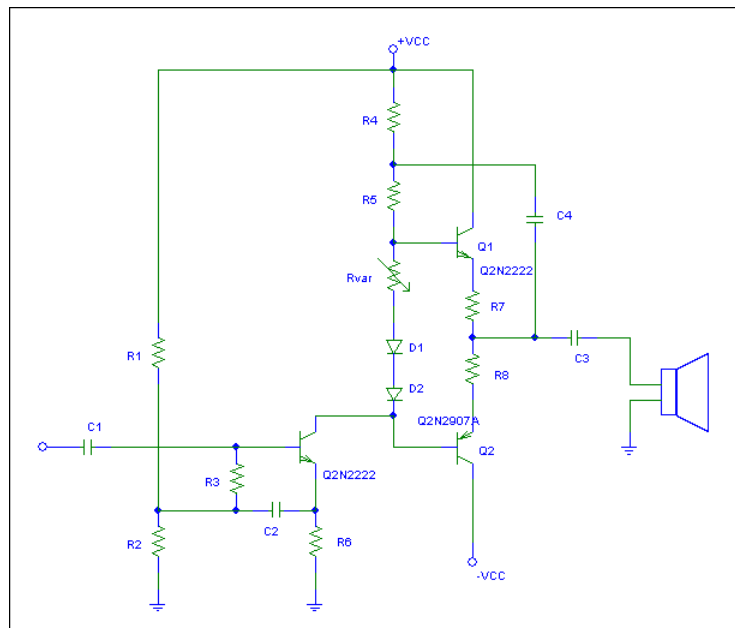 +VCC
R4
R5
C4
Q1
Q2N2222
Rvar
R7
R1
D1
C3
R8
D2
Q2N2907A
C1
Q2
R3
Q2N2222
C2
R2
R6
-VCC